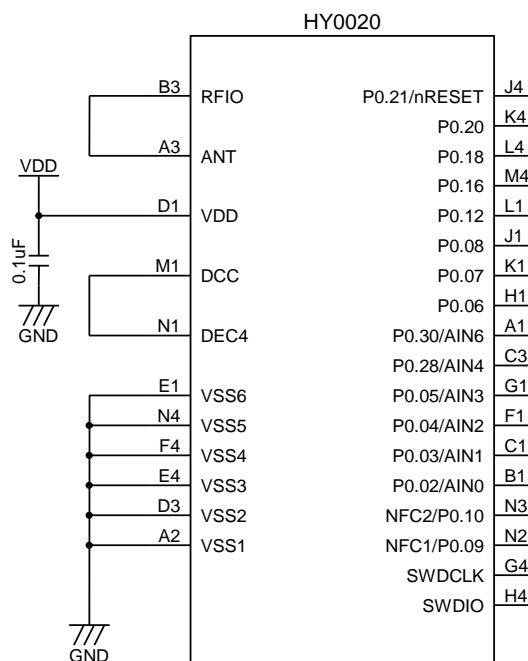 HY0020
B3 RFIO P0.21/nRESET J4
P0.20 K4
A3 ANT P0.18 L4
VDD
P0.16 M4
D1 VDD P0.12 L1
P0.08 J1
0.1uF
M1 DCC P0.07 K1
P0.06 H1
GND
N1 DEC4 P0.30/AIN6 A1
P0.28/AIN4 C3
E1 VSS6 P0.05/AIN3 G1
N4 VSS5 P0.04/AIN2 F1
F4 VSS4 P0.03/AIN1 C1
E4 VSS3 P0.02/AIN0 B1
D3 VSS2 NFC2/P0.10 N3
A2 VSS1 NFC1/P0.09 N2
SWDCLK G4
SWDIO H4
GND